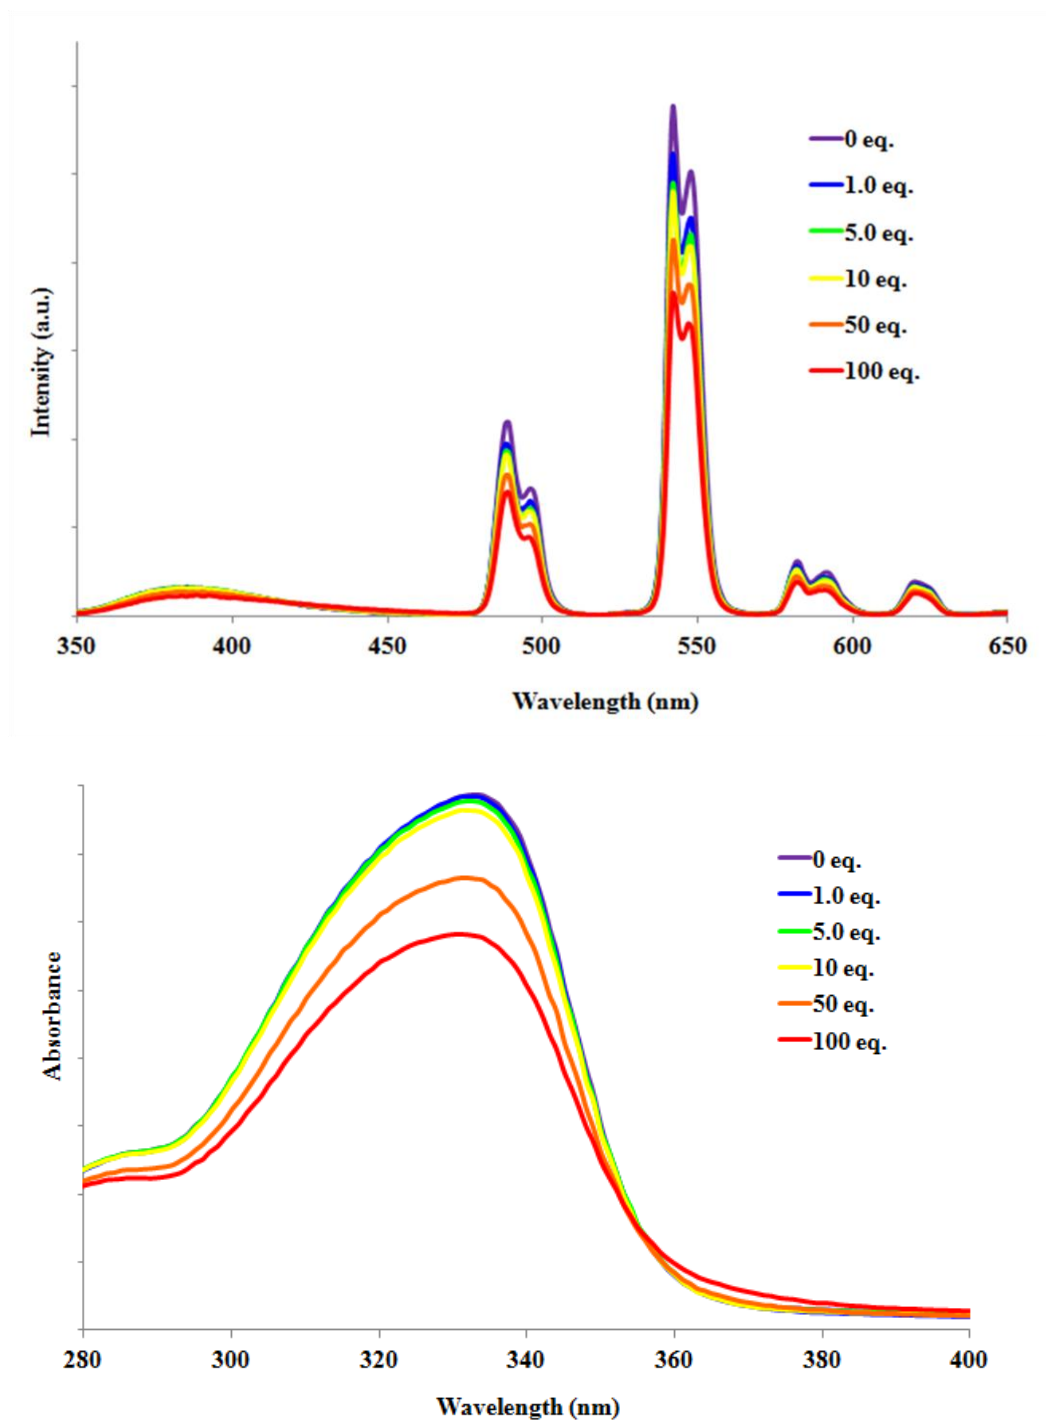 0 eq.
1.0 eq.
5.0 eq.
10 eq.
50 eq.
100 eq.
Intensity (a.u.)
350 400 450 500 550 600 650
Wavelength (nm)
0 eq.
1.0 eq.
5.0 eq.
10 eq.
50 eq.
100 eq.
Absorbance
280 300 320 340 360 380 400
Wavelength (nm)